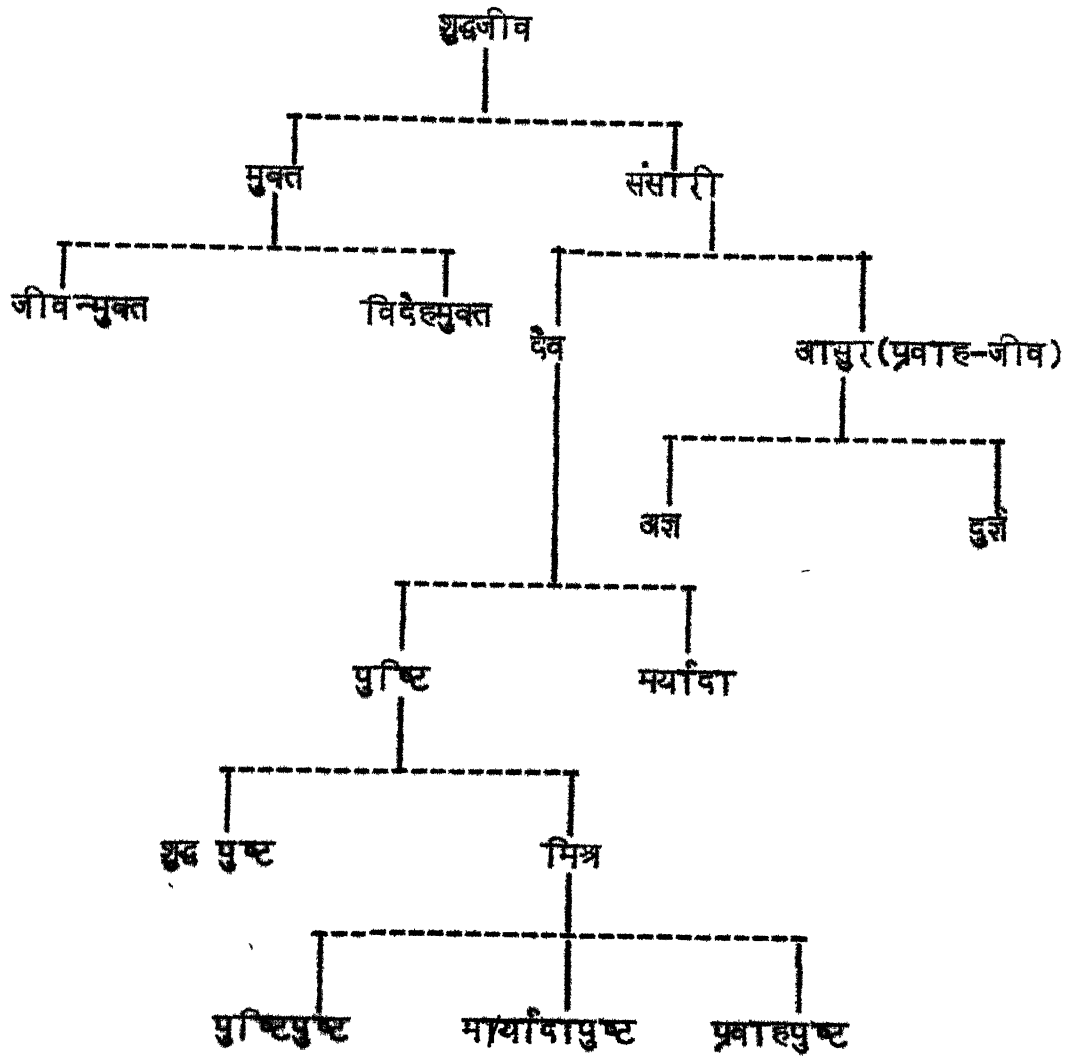 शुद्धजीव
मुक्त संसारी
जीवन्मुक्त विदेहमुक्त
दैव आसुर(प्रवाह-जीव)
अज्ञ दुर्ज्ञ
पुष्टि मर्यादा
शुद्ध पुष्ट मिश्र
पुष्टिपुष्ट मार्यादापुष्ट प्रवाहपुष्ट